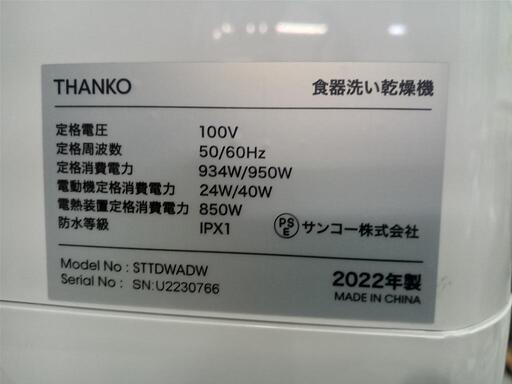 THANKO 食器洗い乾燥機
定格電圧 100V
定格周波数 50/60Hz
定格消費電力 934W/950W
電動機定格消費電力 24W/40W
電熱装置定格消費電力 850W
防水等級 IPX1
PSE サンコー株式会社
Model No : STTDWADW
Serial No : SN:U2230766
2022年製
MADE IN CHINA